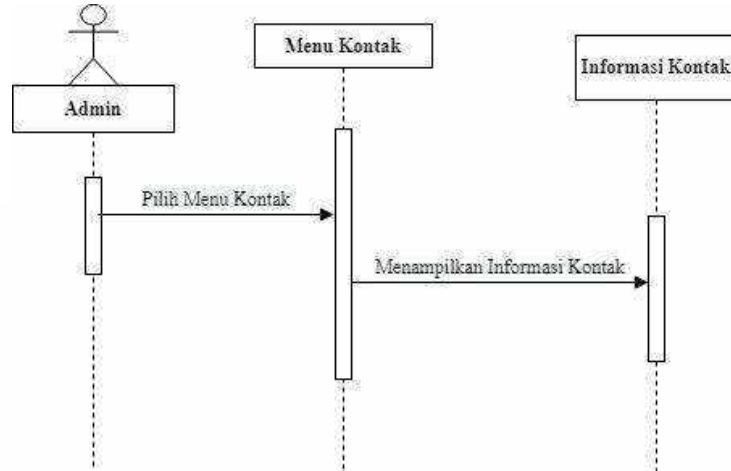 Menu Kontak
Informasi Kontak
Admin
Pilih Menu Kontak
Menampilkan Informasi Kontak